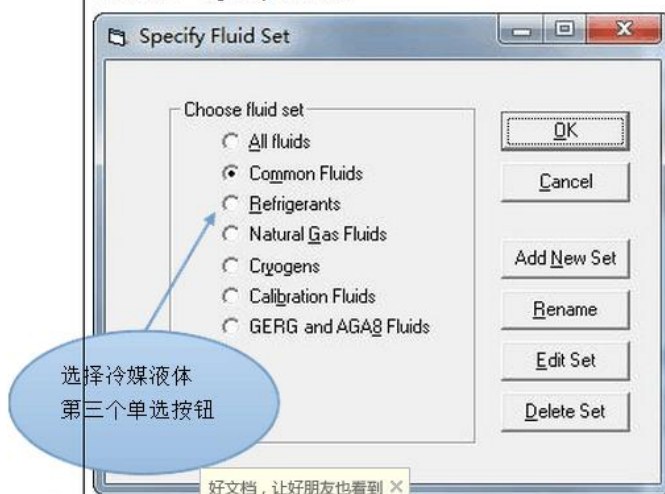 Specify Fluid Set
Choose fluid set
All fluids
Common Fluids
Refrigerants
Natural Gas Fluids
Cryogens
Calibration Fluids
GERG and AGA8 Fluids
OK
Cancel
Add New Set
Rename
Edit Set
Delete Set
选择冷媒液体
第三个单选按钮
好文档，让好朋友也看到